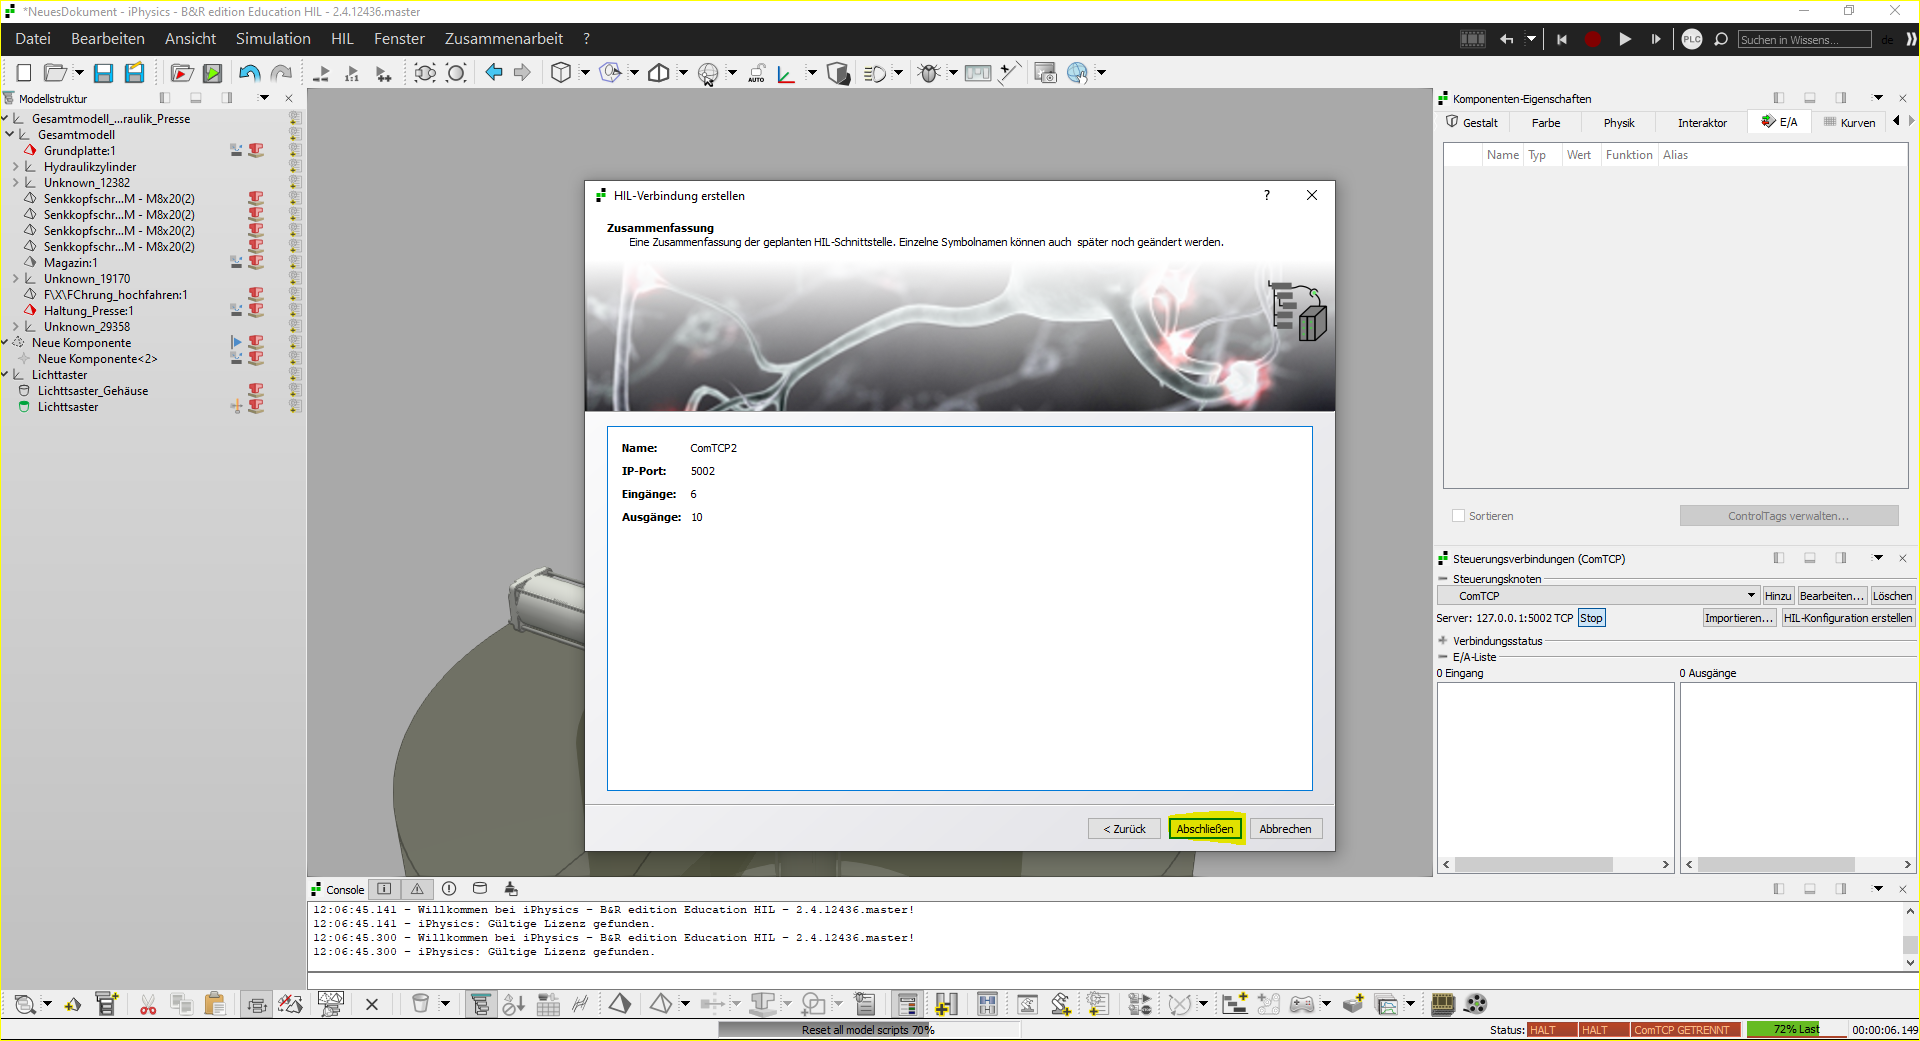 *NeuesDokument - iPhysics - B&R edition Education HIL - 2.4.12436.master
Datei Bearbeiten Ansicht Simulation HIL Fenster Zusammenarbeit ?
PLC Suchen in Wissens... de
1:1
AUTO
Modellstruktur
Gesamtmodell_...raulik_Presse
Gesamtmodell
Grundplatte:1
Hydraulikzylinder
Unknown_12382
Senkkopfschr...M - M8x20(2)
Senkkopfschr...M - M8x20(2)
Senkkopfschr...M - M8x20(2)
Senkkopfschr...M - M8x20(2)
Magazin:1
Unknown_19170
F\X\FChrung_hochfahren:1
Haltung_Presse:1
Unknown_29358
Neue Komponente
Neue Komponente<2>
Lichttaster
Lichttsaster_Gehäuse
Lichttsaster
HIL-Verbindung erstellen ?
Zusammenfassung
Eine Zusammenfassung der geplanten HIL-Schnittstelle. Einzelne Symbolnamen können auch später noch geändert werden.
Name: ComTCP2
IP-Port: 5002
Eingänge: 6
Ausgänge: 10
< Zurück Abschließen Abbrechen
Komponenten-Eigenschaften
Gestalt Farbe Physik Interaktor E/A Kurven
Name Typ Wert Funktion Alias
Sortieren ControlTags verwalten...
Steuerungsverbindungen (ComTCP)
Steuerungsknoten
ComTCP Hinzu Bearbeiten... Löschen
Server: 127.0.0.1:5002 TCP Stop Importieren... HIL-Konfiguration erstellen
Verbindungsstatus
E/A-Liste
0 Eingang 0 Ausgänge
Console
12:06:45.141 - Willkommen bei iPhysics - B&R edition Education HIL - 2.4.12436.master!
12:06:45.141 - iPhysics: Gültige Lizenz gefunden.
12:06:45.300 - Willkommen bei iPhysics - B&R edition Education HIL - 2.4.12436.master!
12:06:45.300 - iPhysics: Gültige Lizenz gefunden.
Reset all model scripts 70%
Status: HALT HALT ComTCP GETRENNT 72% Last 00:00:06.149